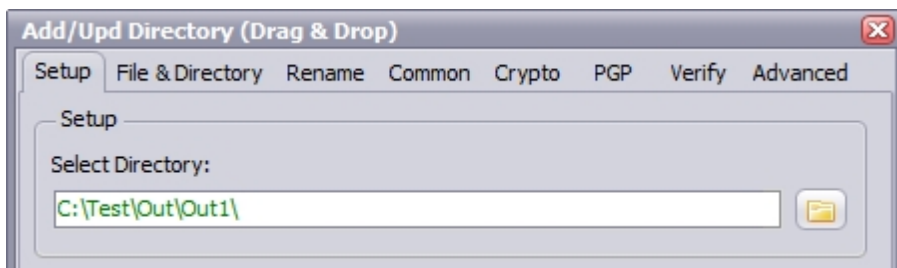 Add/Upd Directory (Drag & Drop)
Setup File & Directory Rename Common Crypto PGP Verify Advanced
Setup
Select Directory:
C:\Test\Out\Out1\